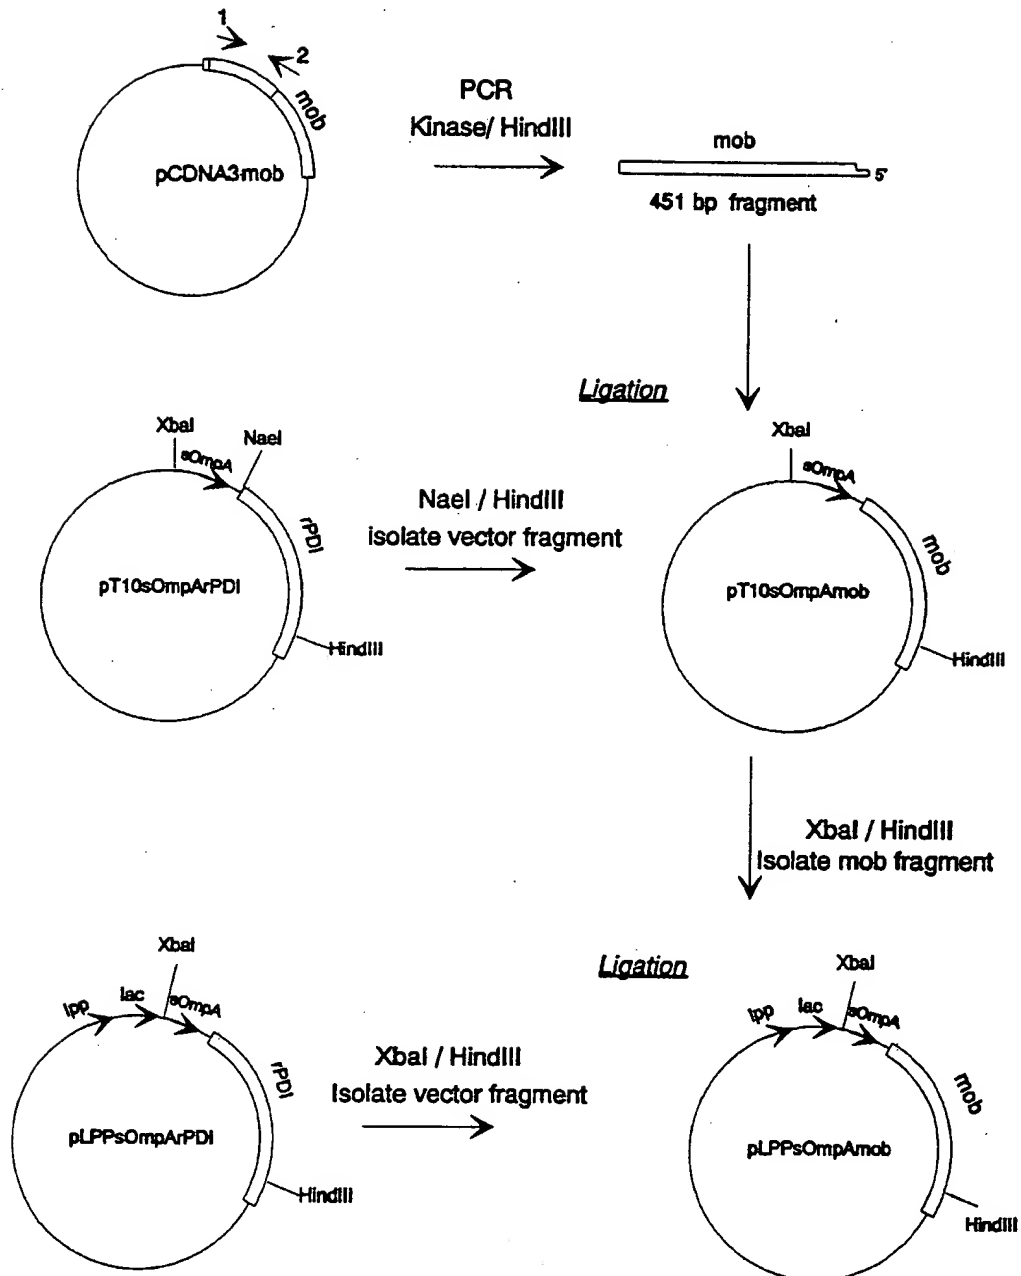 1
2
mob
pCDNA3mob
PCR
Kinase/ HindIII
mob
5'
451 bp fragment
Ligation
XbaI
sOmpA
NaeI
rPDI
pT10sOmpArPDI
HindIII
NaeI / HindIII
isolate vector fragment
XbaI
sOmpA
mob
pT10sOmpAmob
HindIII
XbaI / HindIII
Isolate mob fragment
Ligation
XbaI
lpp
lac
sOmpA
rPDI
pLPPsOmpArPDI
HindIII
XbaI / HindIII
Isolate vector fragment
XbaI
lpp
lac
sOmpA
mob
pLPPsOmpAmob
HindIII